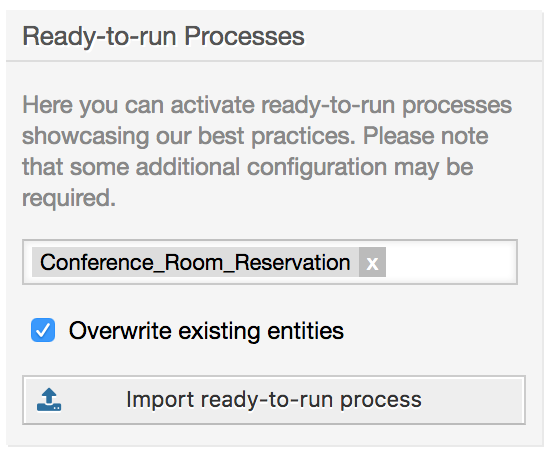 Ready-to-run Processes
Here you can activate ready-to-run processes
showcasing our best practices. Please note
that some additional configuration may be
required.
Conference_Room_Reservation x
Overwrite existing entities
Import ready-to-run process